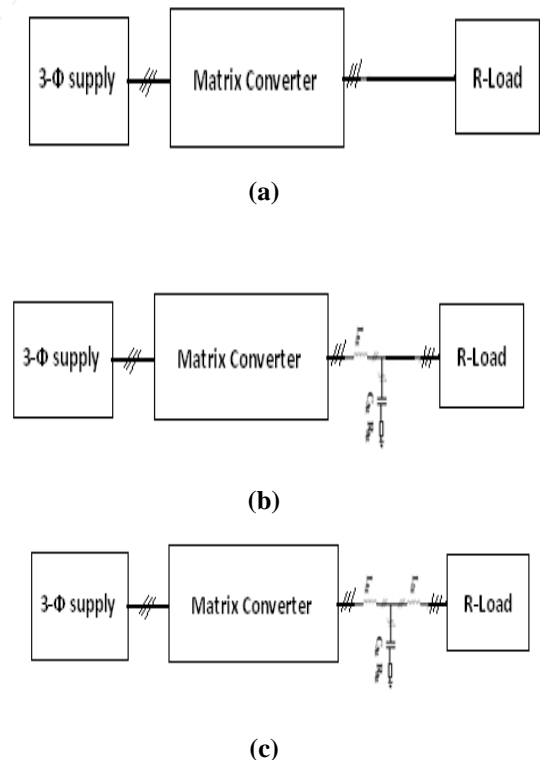 3-Φ supply
Matrix Converter
R-Load
(a)
3-Φ supply
Matrix Converter
R-Load
(b)
3-Φ supply
Matrix Converter
R-Load
(c)